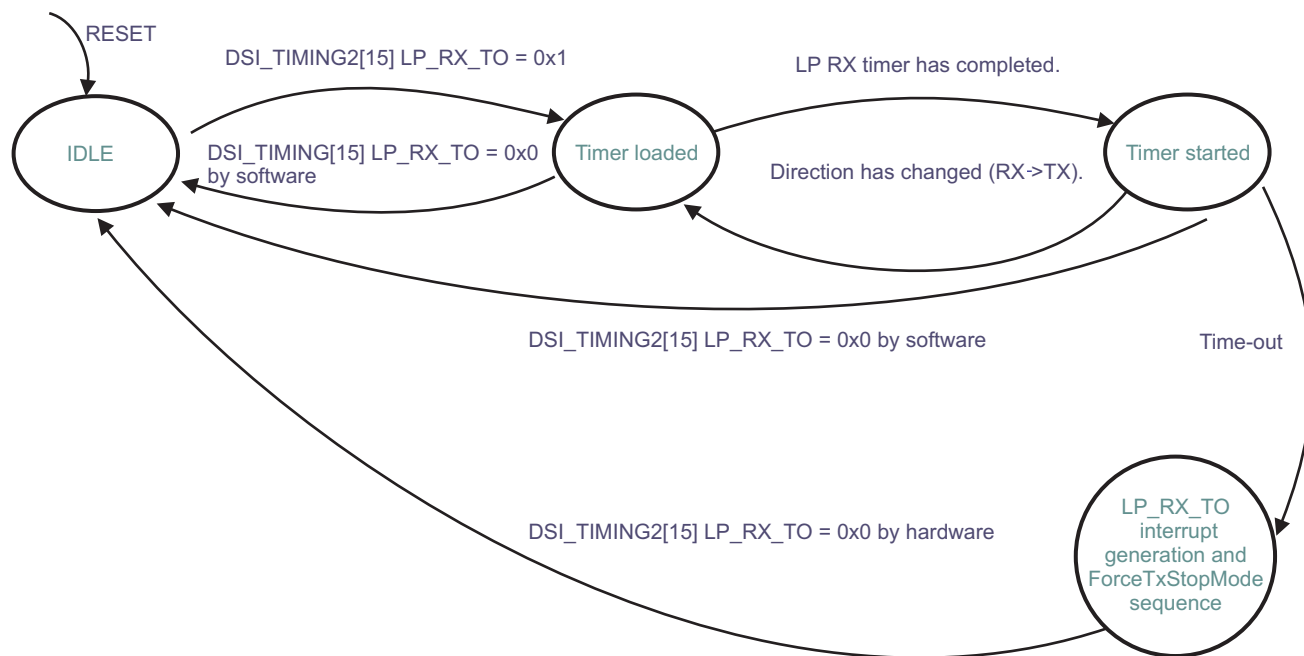 RESET
DSI_TIMING2[15] LP_RX_TO = 0x1
LP RX timer has completed.
IDLE
DSI_TIMING[15] LP_RX_TO = 0x0
by software
Timer loaded
Direction has changed (RX->TX).
Timer started
DSI_TIMING2[15] LP_RX_TO = 0x0 by software
Time-out
DSI_TIMING2[15] LP_RX_TO = 0x0 by hardware
LP_RX_TO
interrupt
generation and
ForceTxStopMode
sequence